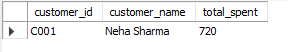 customer_id customer_name total_spent
C001 Neha Sharma 720